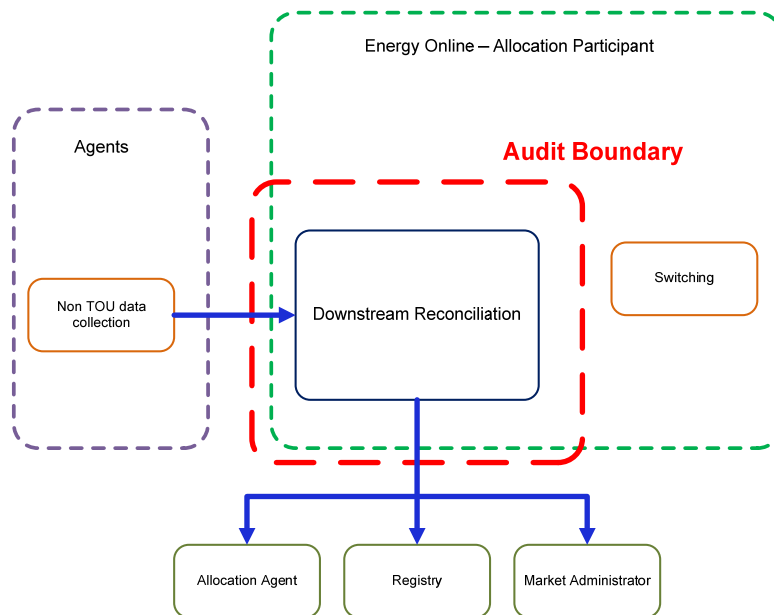 Energy Online – Allocation Participant
Agents
Audit Boundary
Switching
Non TOU data
collection
Downstream Reconciliation
Allocation Agent
Registry
Market Administrator